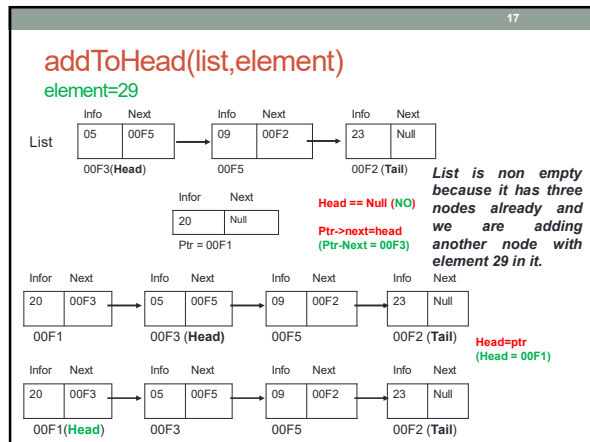 17
addToHead(list,element)
element=29
Info Next Info Next Info Next
List 05 00F5 09 00F2 23 Null
00F3(Head) 00F5 00F2 (Tail)
List is non empty
because it has three
nodes already and
we are adding
another node with
element 29 in it.
Infor Next
20 Null
Ptr = 00F1
Head == Null (NO)
Ptr->next=head
(Ptr-Next = 00F3)
Infor Next Info Next Info Next Info Next
20 00F3 05 00F5 09 00F2 23 Null
00F1 00F3 (Head) 00F5 00F2 (Tail)
Head=ptr
(Head = 00F1)
Infor Next Info Next Info Next Info Next
20 00F3 05 00F5 09 00F2 23 Null
00F1(Head) 00F3 00F5 00F2 (Tail)